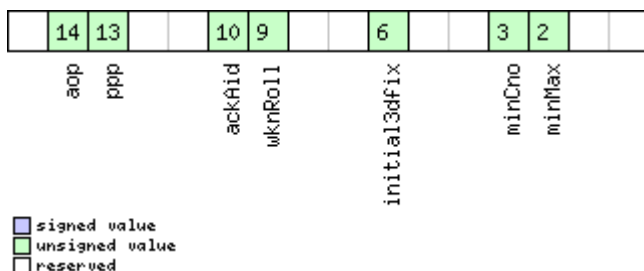 14 13 10 9 6 3 2
aop ppp ackAid wknRoll initial3dfix minCno minMax
signed value
unsigned value
reserved